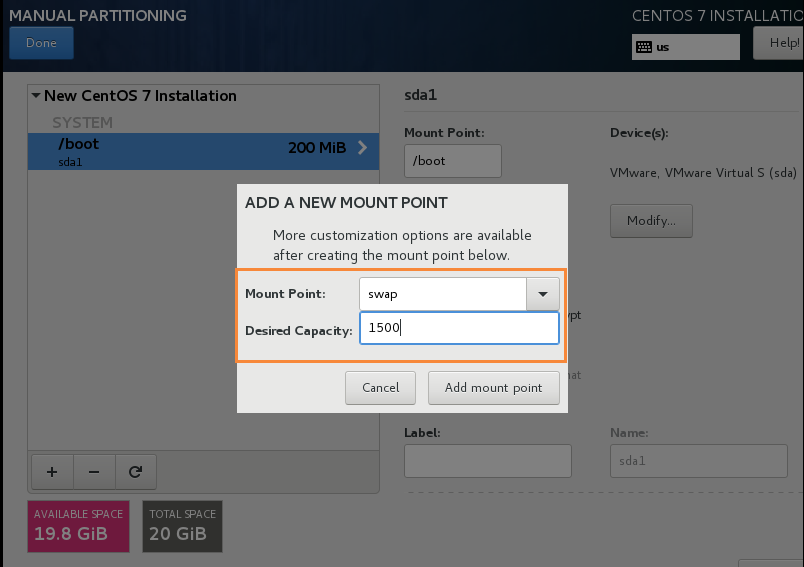 MANUAL PARTITIONING
CENTOS 7 INSTALLATIO
Done
us
Help!
New CentOS 7 Installation
SYSTEM
/boot
200 MiB
sda1
sda1
Mount Point:
Device(s):
/boot
VMware, VMware Virtual S (sda)
Modify...
ADD A NEW MOUNT POINT
More customization options are available
after creating the mount point below.
Mount Point:
swap
Desired Capacity:
1500
Cancel
Add mount point
Label:
Name:
sda1
AVAILABLE SPACE
19.8 GiB
TOTAL SPACE
20 GiB